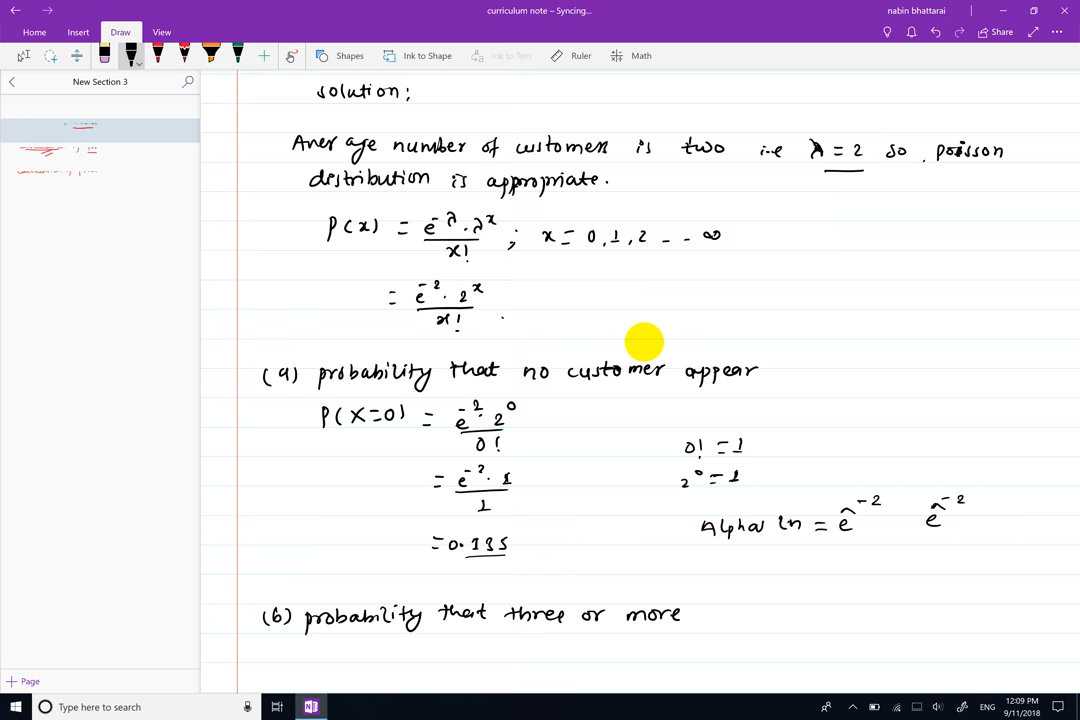 curriculum note - Syncing...
nabin bhattarai
Home Insert Draw View
Shapes Ink to Shape Ink to Text Ruler Math Share
New Section 3
solution;
Aner age number of customer is two i.e λ = 2 so, poisson
distribution is appropriate.
P(x) = e^-λ . λ^x / x! ; x = 0, 1, 2 - - ∞
= e^-2 . 2^x / x!
(a) probability that no customer appear
P(X=0) = e^-2 . 2^0 / 0!
0! = 1
= e^-2 . 1 / 1
2^0 = 1
Alpha ln = e^-2 e^-2
= 0.135
(b) probability that three or more
+ Page
Type here to search
ENG
12:09 PM
9/11/2018